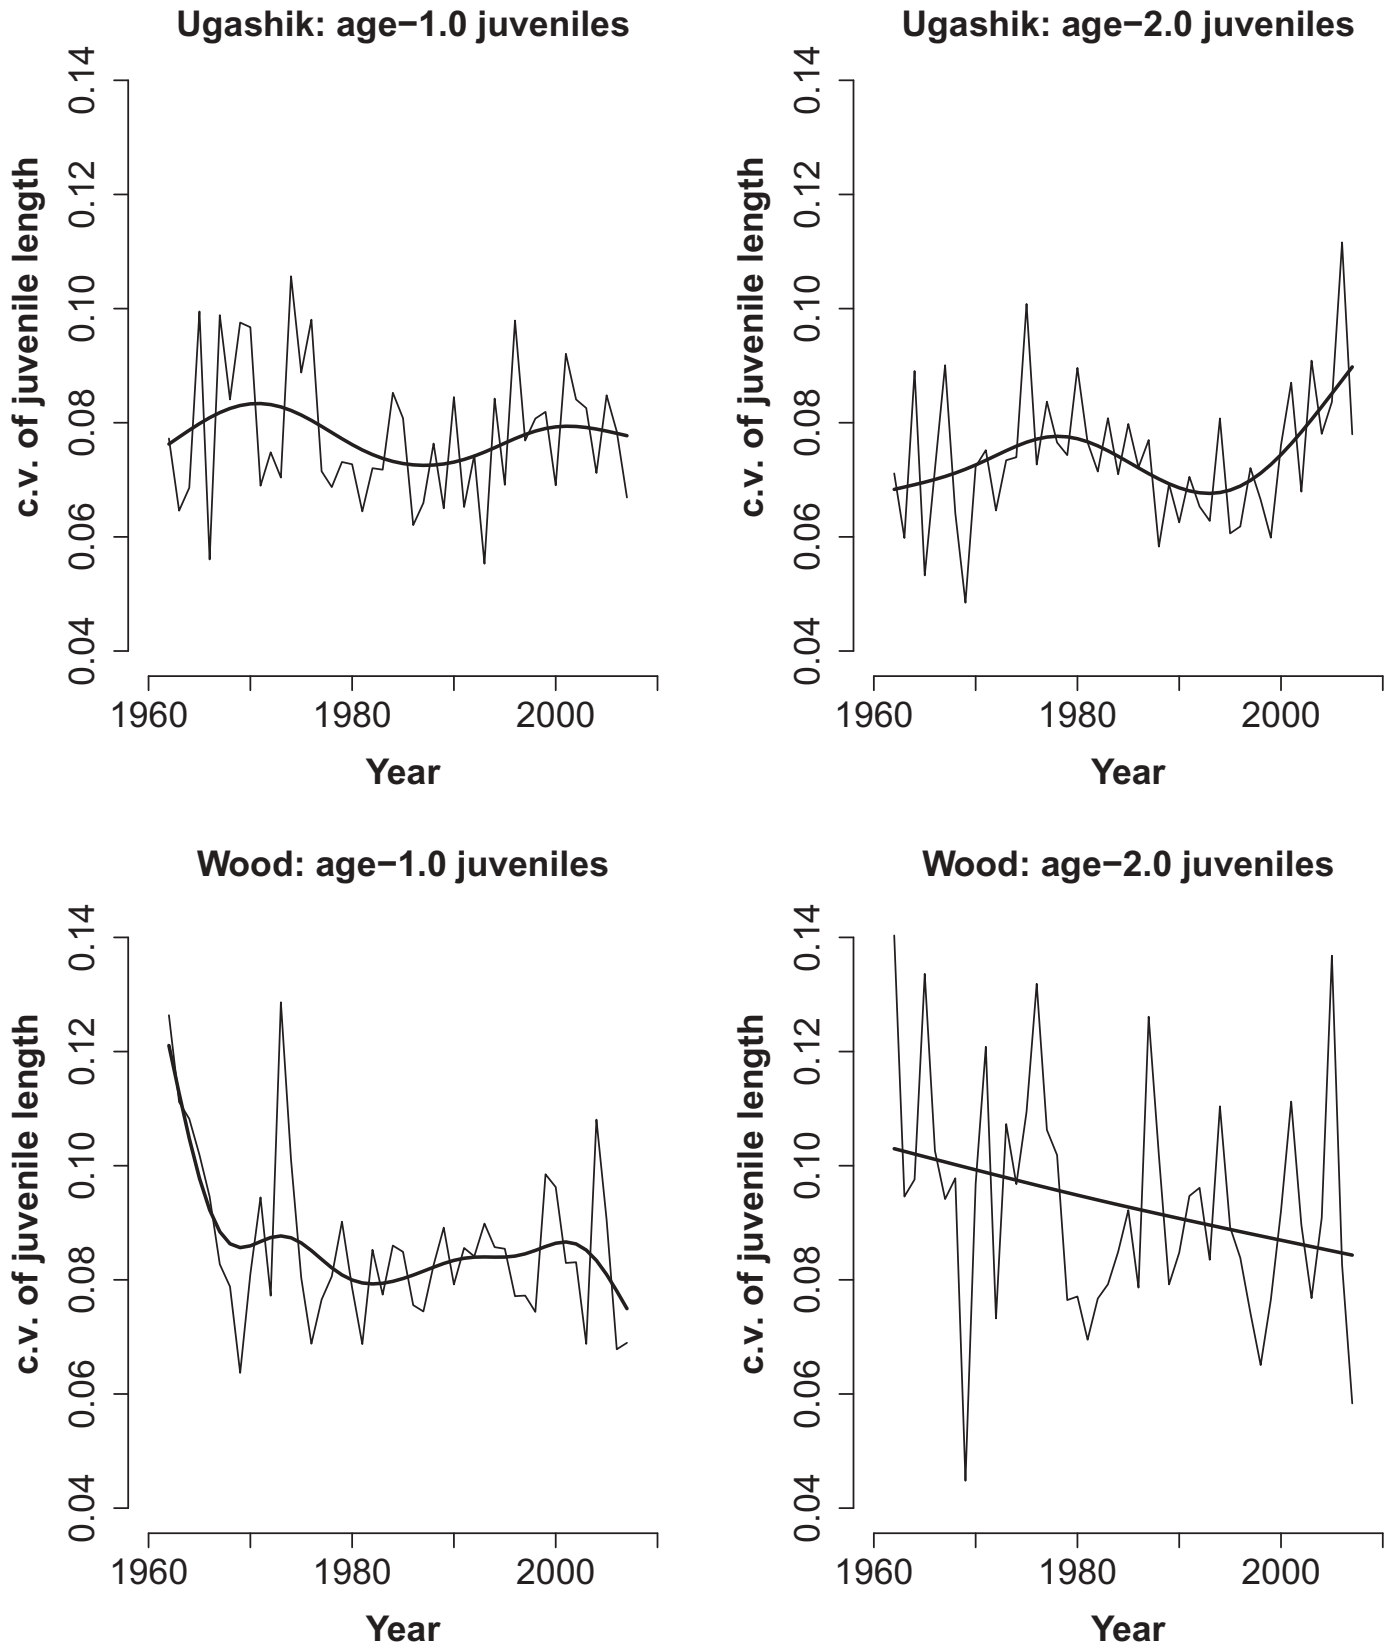 Ugashik: age−1.0 juveniles
c.v. of juvenile length
0.04 0.06 0.08 0.10 0.12 0.14
1960 1980 2000
Year
Ugashik: age−2.0 juveniles
c.v. of juvenile length
0.04 0.06 0.08 0.10 0.12 0.14
1960 1980 2000
Year
Wood: age−1.0 juveniles
c.v. of juvenile length
0.04 0.06 0.08 0.10 0.12 0.14
1960 1980 2000
Year
Wood: age−2.0 juveniles
c.v. of juvenile length
0.04 0.06 0.08 0.10 0.12 0.14
1960 1980 2000
Year